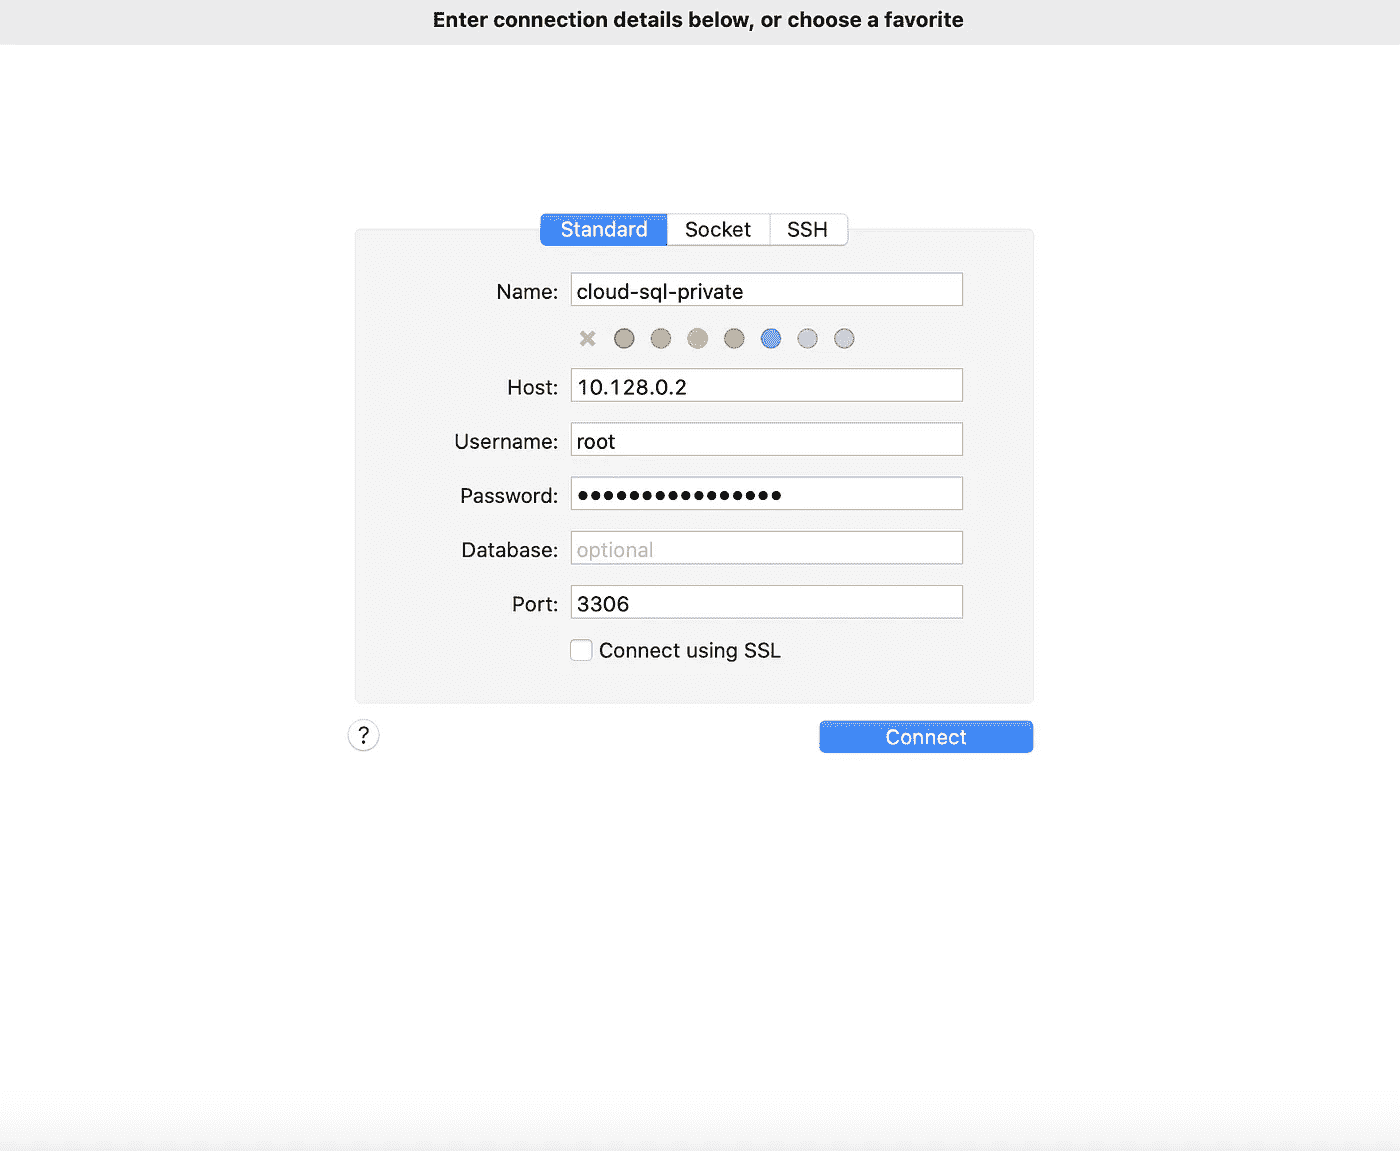 Enter connection details below, or choose a favorite
Standard Socket SSH
Name: cloud-sql-private
Host: 10.128.0.2
Username: root
Password: ●●●●●●●●●●●●●●●●
Database: optional
Port: 3306
Connect using SSL
? Connect